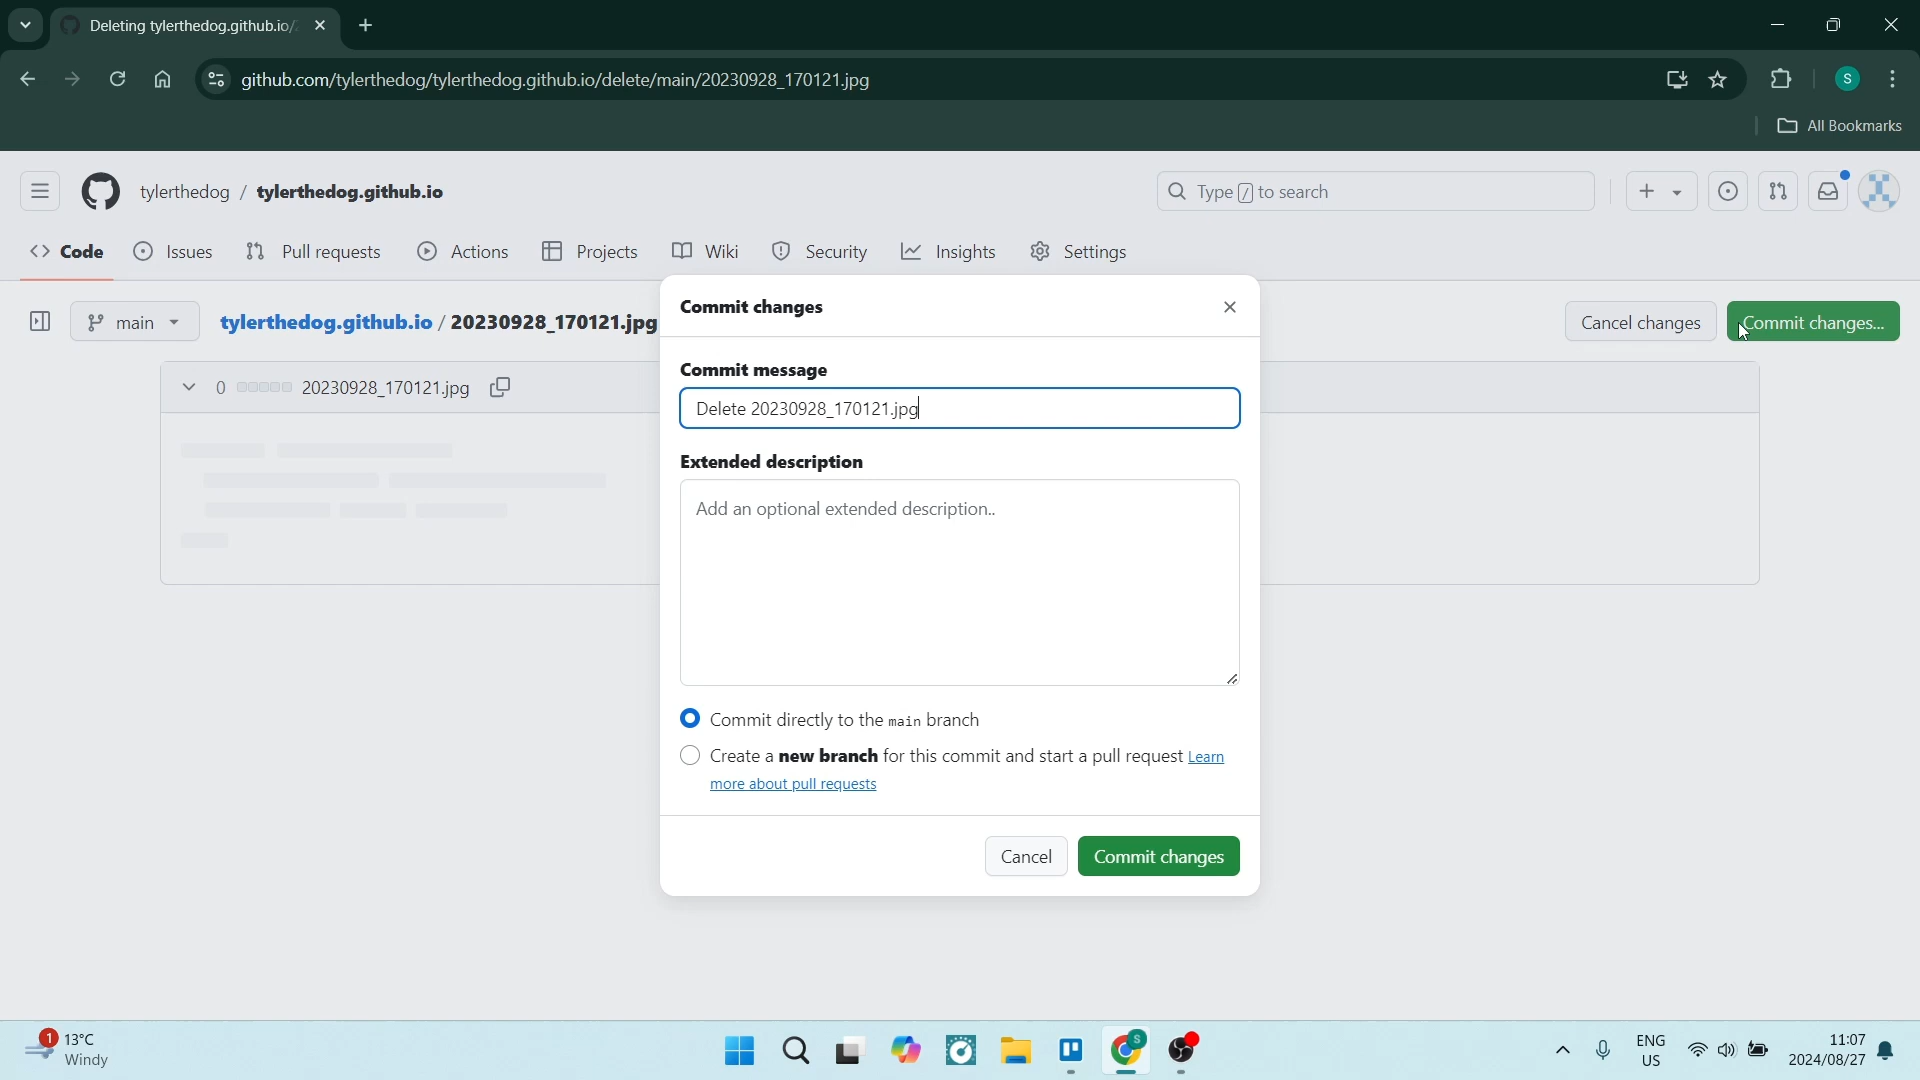 Deleting tylerthedog.github.io/
github.com/tylerthedog/tylerthedog.github.io/delete/main/20230928_170121.jpg
S
All Bookmarks
tylerthedog / tylerthedog.github.io
Type / to search
Code Issues Pull requests Actions Projects Wiki Security Insights Settings
main tylerthedog.github.io / 20230928_170121.jpg
Cancel changes Commit changes...
0 20230928_170121.jpg
Commit changes
Commit message
Delete 20230928_170121.jpg
Extended description
Add an optional extended description..
Commit directly to the main branch
Create a new branch for this commit and start a pull request Learn
more about pull requests
Cancel Commit changes
1 13°C
Windy
S
ENG
US
11:07
2024/08/27